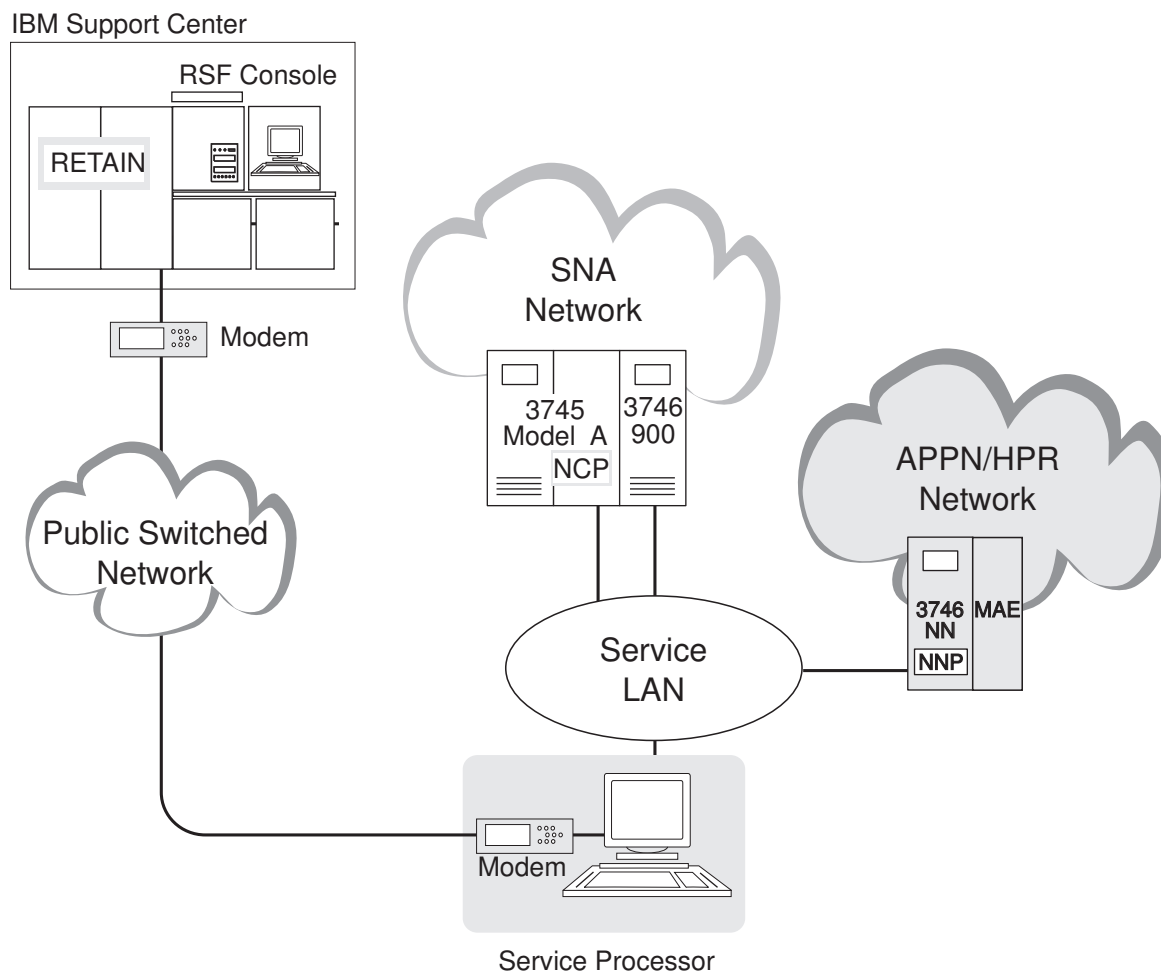 IBM Support Center
RSF Console
RETAIN
Modem
SNA
Network
3745
Model A
NCP
3746
900
APPN/HPR
Network
Public Switched
Network
3746
NN
NNP
MAE
Service
LAN
Modem
Service Processor